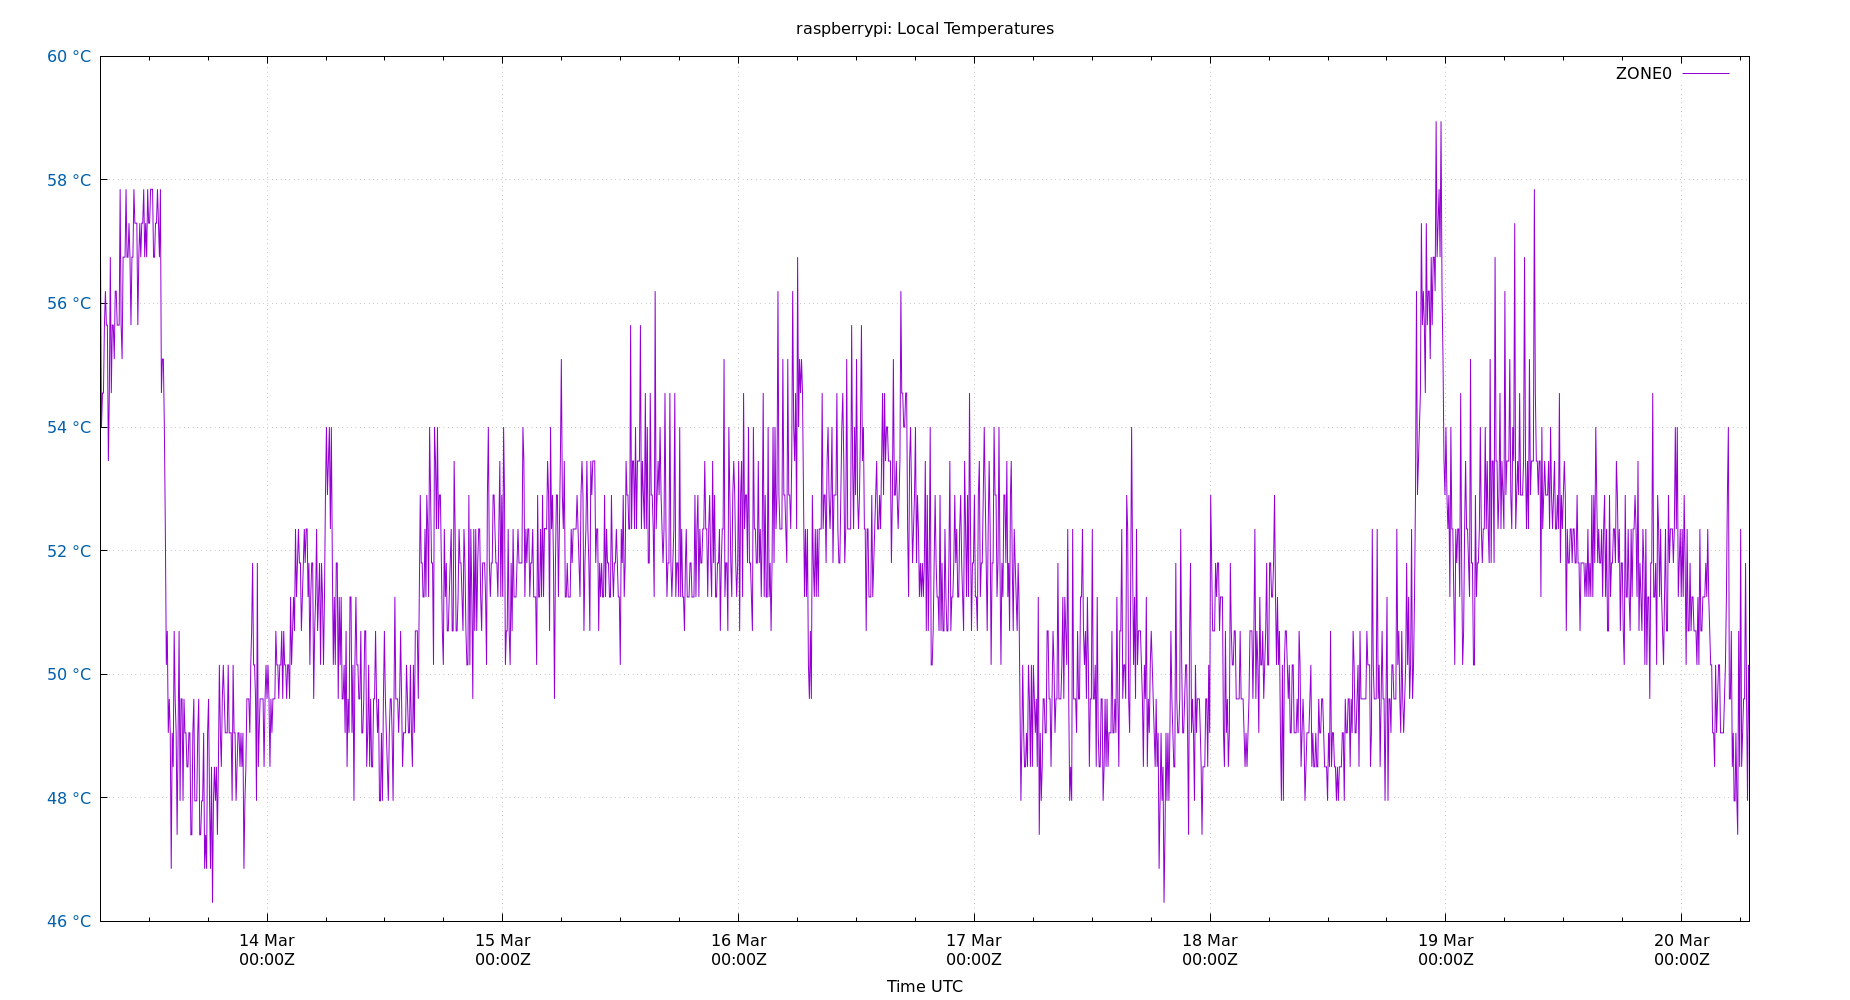 raspberrypi: Local Temperatures
60 °C
ZONE0
58 °C
56 °C
54 °C
52 °C
50 °C
48 °C
46 °C
14 Mar 15 Mar 16 Mar 17 Mar 18 Mar 19 Mar 20 Mar
00:00Z 00:00Z 00:00Z 00:00Z 00:00Z 00:00Z 00:00Z
Time UTC